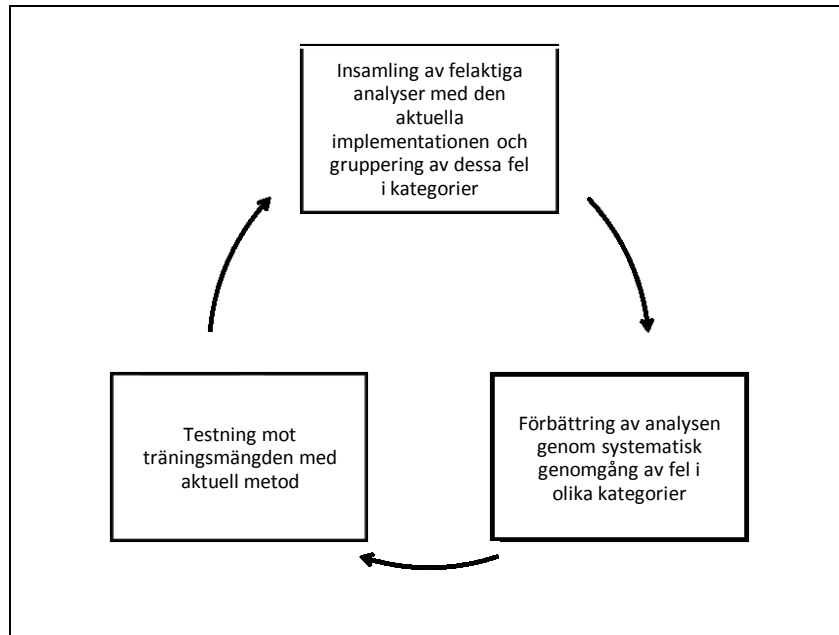 Insamling av felaktiga
analyser med den
aktuella
implementationen och
gruppering av dessa fel
i kategorier
Testning mot
träningsmängden med
aktuell metod
Förbättring av analysen
genom systematisk
genomgång av fel i
olika kategorier